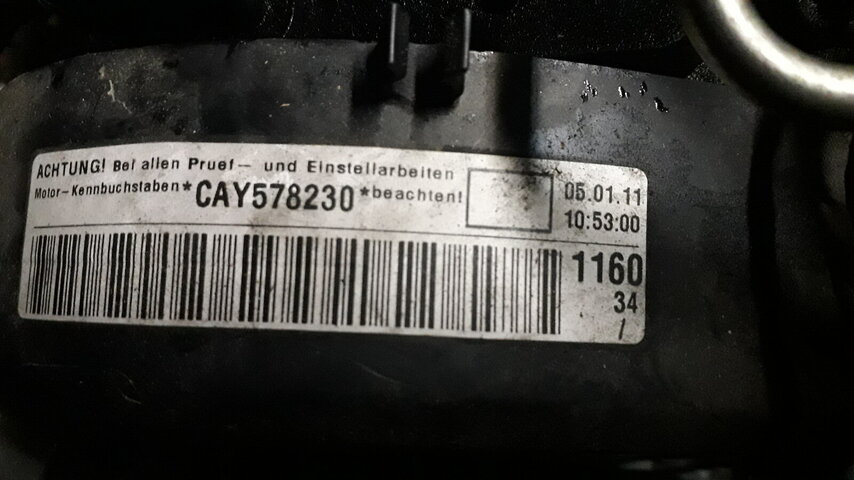 ACHTUNG! Bei allen Pruef- und Einstellarbeiten
Motor-Kennbuchstaben*CAY578230*beachten!
05.01.11
10:53:00
1160
34
/